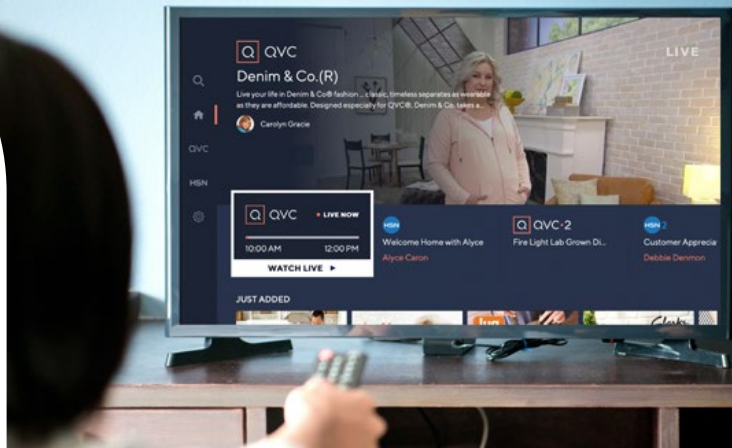 QVC
LIVE
Denim & Co.(R)
Live your life in Denim & Co® fashion ... classic, timeless separates as wearable
as they are affordable. Designed especially for QVC®, Denim & Co. takes a...
Carolyn Gracie
QVC
HSN
QVC
LIVE NOW
10:00 AM
12:00 PM
WATCH LIVE
HSN
Welcome Home with Alyce
Alyce Caron
QVC•2
Fire Light Lab Grown Di...
HSN2
Customer Apprecia
Debbie Denmon
JUST ADDED
lug
Clarks